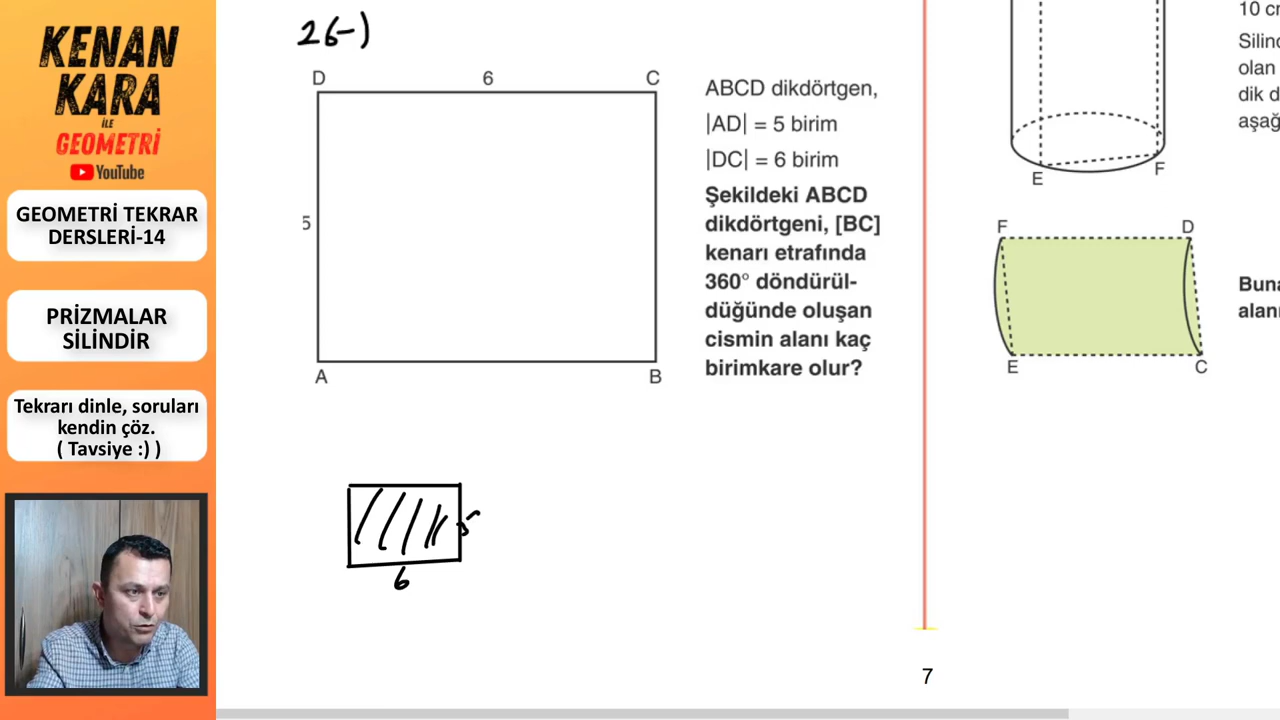 KENAN
KARA
İLE
GEOMETRİ
YouTube
GEOMETRİ TEKRAR
DERSLERİ-14
PRİZMALAR
SİLİNDİR
Tekrarı dinle, soruları
kendin çöz.
( Tavsiye :) )
26-)
D 6 C
5
A B
ABCD dikdörtgen,
|AD| = 5 birim
|DC| = 6 birim
Şekildeki ABCD
dikdörtgeni, [BC]
kenarı etrafında
360° döndürül-
düğünde oluşan
cismin alanı kaç
birimkare olur?
5
6
E F
F D
E C
10 cr
Silind
olan
dik d
aşağ
Buna
alanı
7